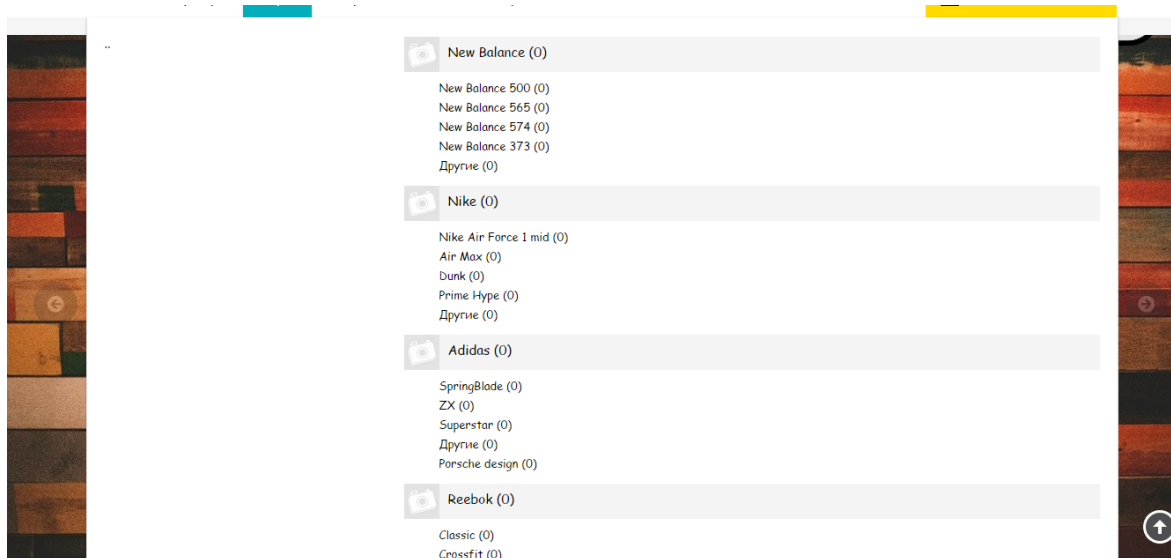 ..
New Balance (0)
New Balance 500 (0)
New Balance 565 (0)
New Balance 574 (0)
New Balance 373 (0)
Другие (0)
Nike (0)
Nike Air Force 1 mid (0)
Air Max (0)
Dunk (0)
Prime Hype (0)
Другие (0)
Adidas (0)
SpringBlade (0)
ZX (0)
Superstar (0)
Другие (0)
Porsche design (0)
Reebok (0)
Classic (0)
Crossfit (0)